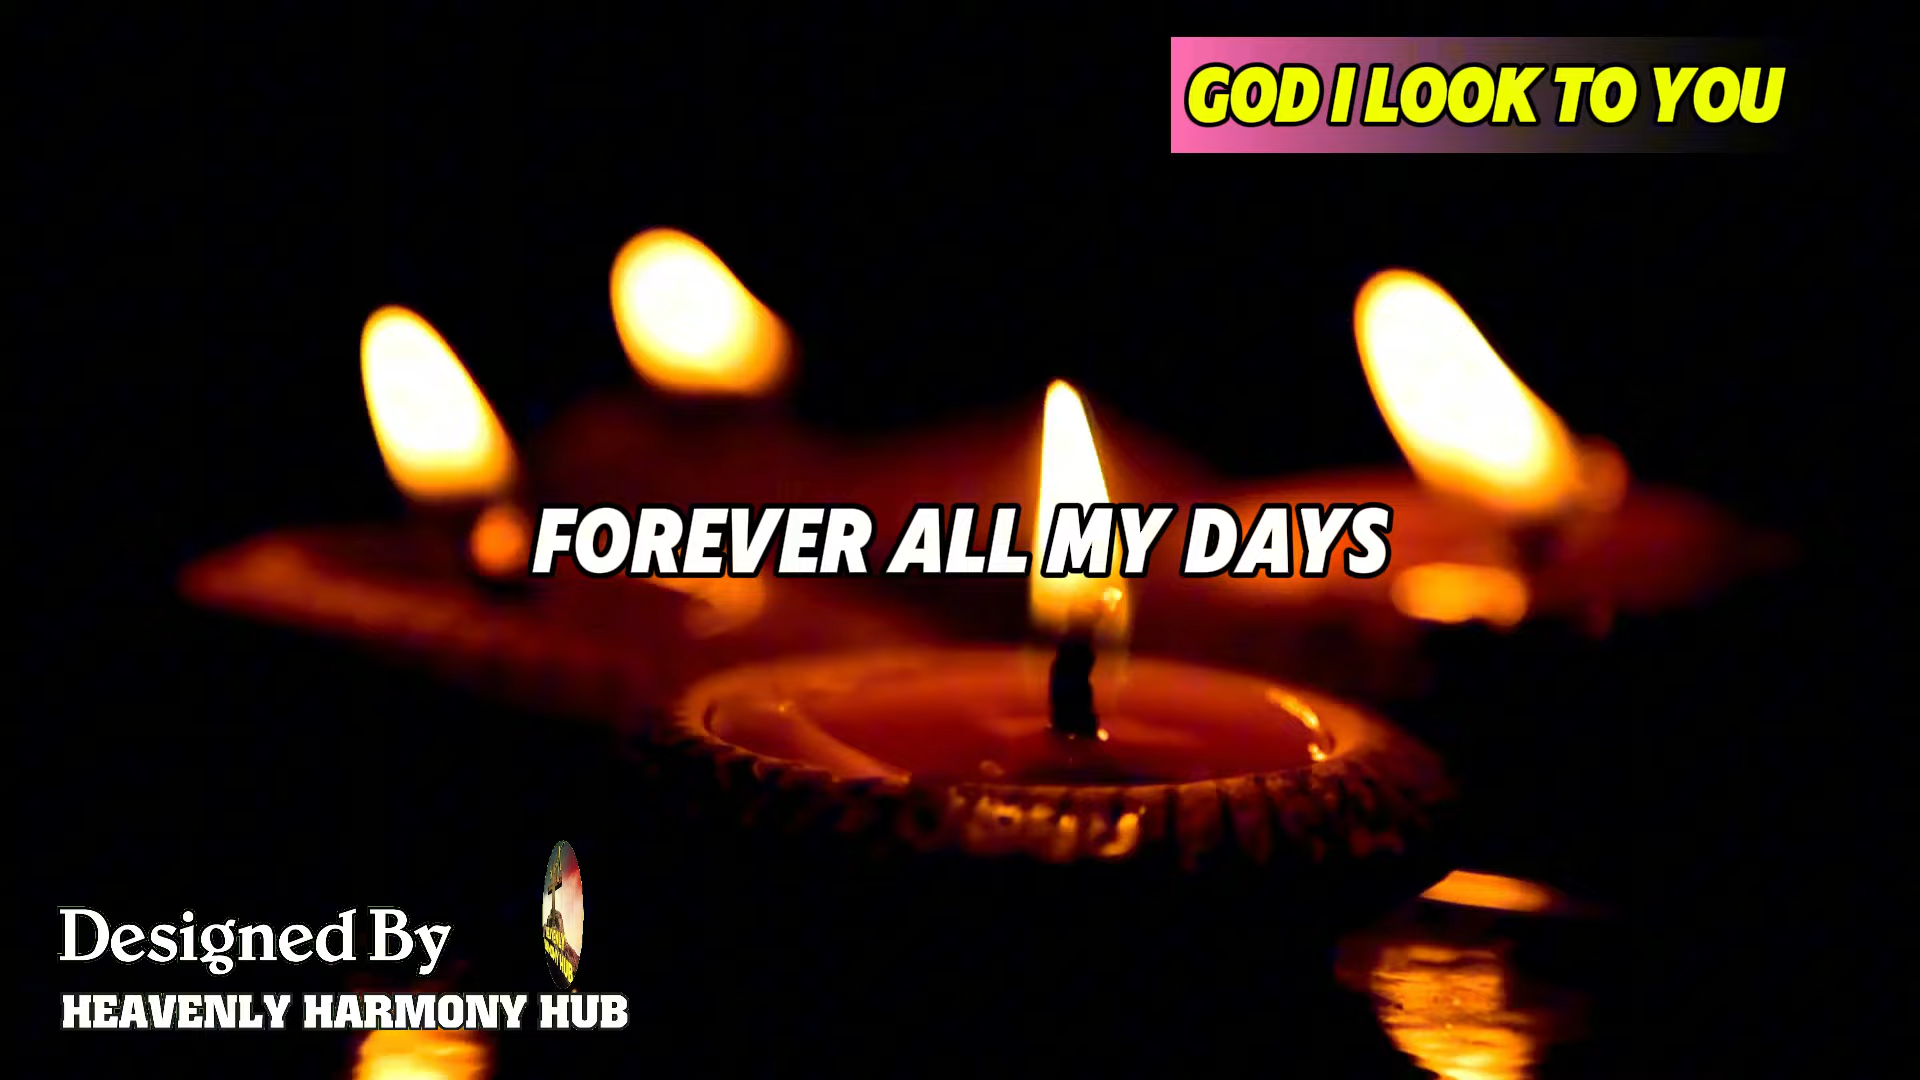 GOD I LOOK TO YOU
FOREVER ALL MY DAYS
Designed By
HEAVENLY HARMONY HUB